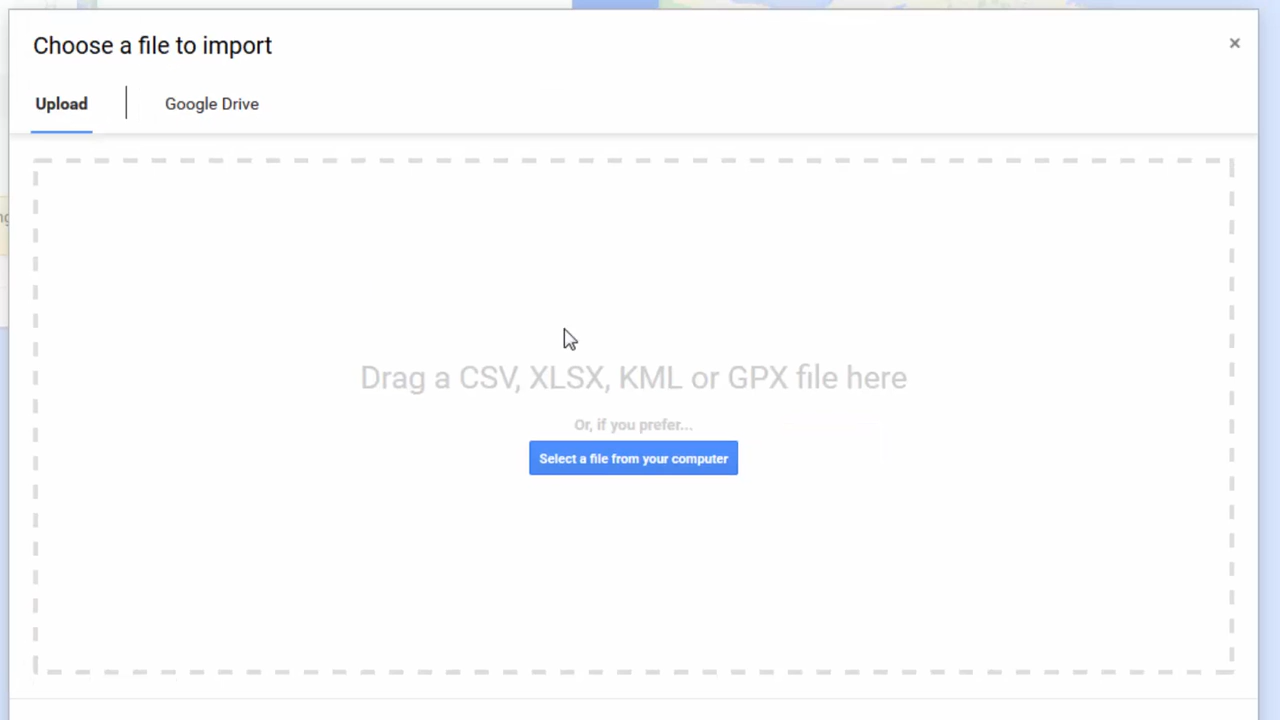 Choose a file to import
Upload
Google Drive
Drag a CSV, XLSX, KML or GPX file here
Or, if you prefer...
Select a file from your computer